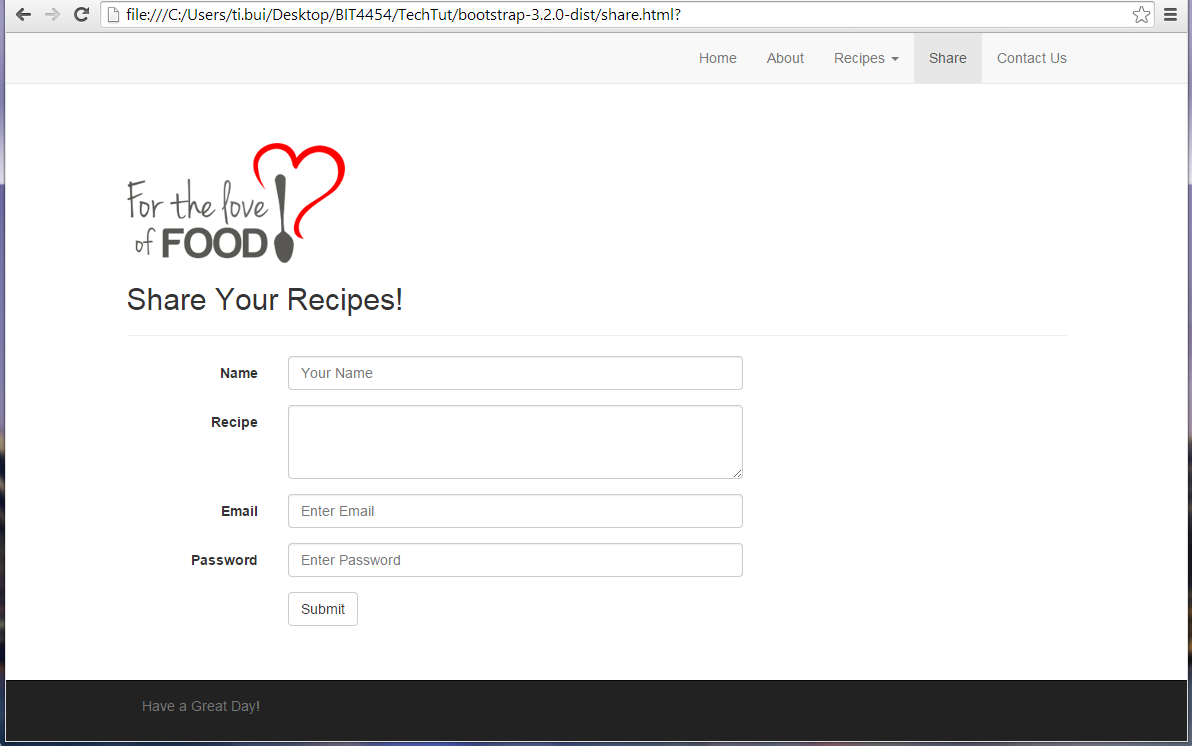 file:///C:/Users/ti.bui/Desktop/BIT4454/TechTut/bootstrap-3.2.0-dist/share.html?
Home About Recipes Share Contact Us
For the love
of FOOD
Share Your Recipes!
Name Your Name
Recipe
Email Enter Email
Password Enter Password
Submit
Have a Great Day!